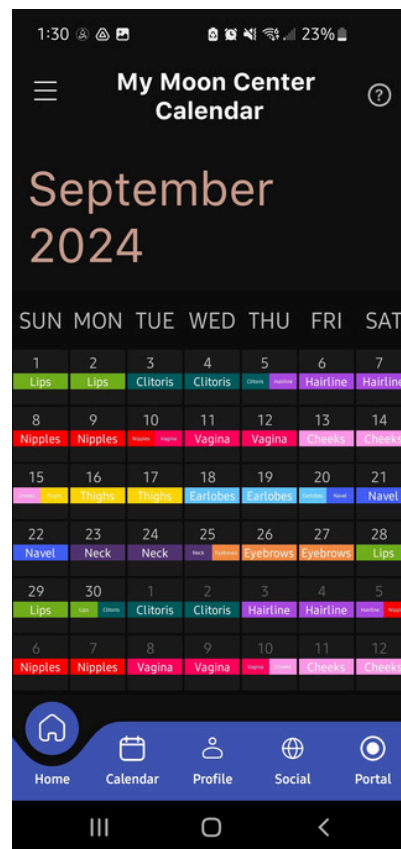 1:30 23%
My Moon Center
Calendar
September
2024
SUN MON TUE WED THU FRI SAT
1 2 3 4 5 6 7
Lips Lips Clitoris Clitoris Clitoris Hairline Hairline Hairline
8 9 10 11 12 13 14
Nipples Nipples Nipples Vagina Vagina Vagina Cheeks Cheeks
15 16 17 18 19 20 21
Cheeks Thighs Thighs Thighs Earlobes Earlobes Earlobes Navel Navel
22 23 24 25 26 27 28
Navel Neck Neck Neck Eyebrows Eyebrows Eyebrows Lips
29 30 1 2 3 4 5
Lips Lips Clitoris Clitoris Clitoris Hairline Hairline Hairline Nipp
6 7 8 9 10 11 12
Nipples Nipples Vagina Vagina Vagina Cheeks Cheeks Cheeks
Home Calendar Profile Social Portal